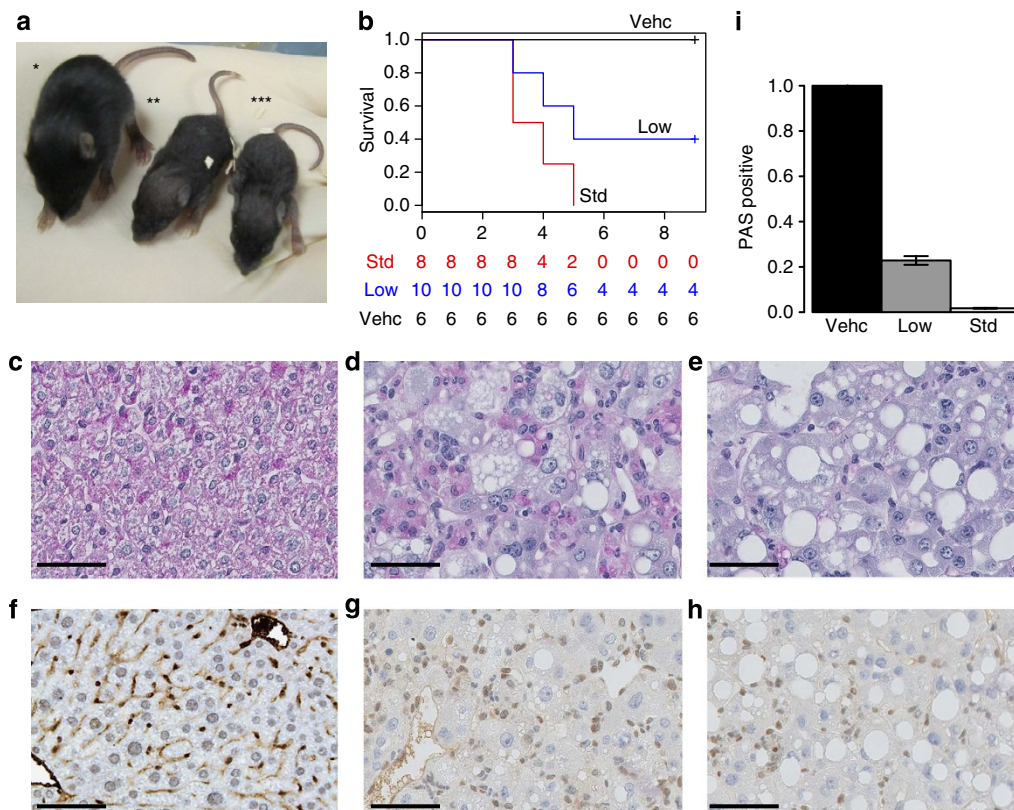 a
*
**
***
b
Vehc
1.0
0.8
0.6
0.4
0.2
0.0
Survival
Low
Std
0 2 4 6 8
Std 8 8 8 8 4 2 0 0 0 0
Low 10 10 10 10 8 6 4 4 4 4
Vehc 6 6 6 6 6 6 6 6 6 6
i
1.0
0.8
0.6
0.4
0.2
0.0
PAS positive
Vehc Low Std
c
d
e
f
g
h